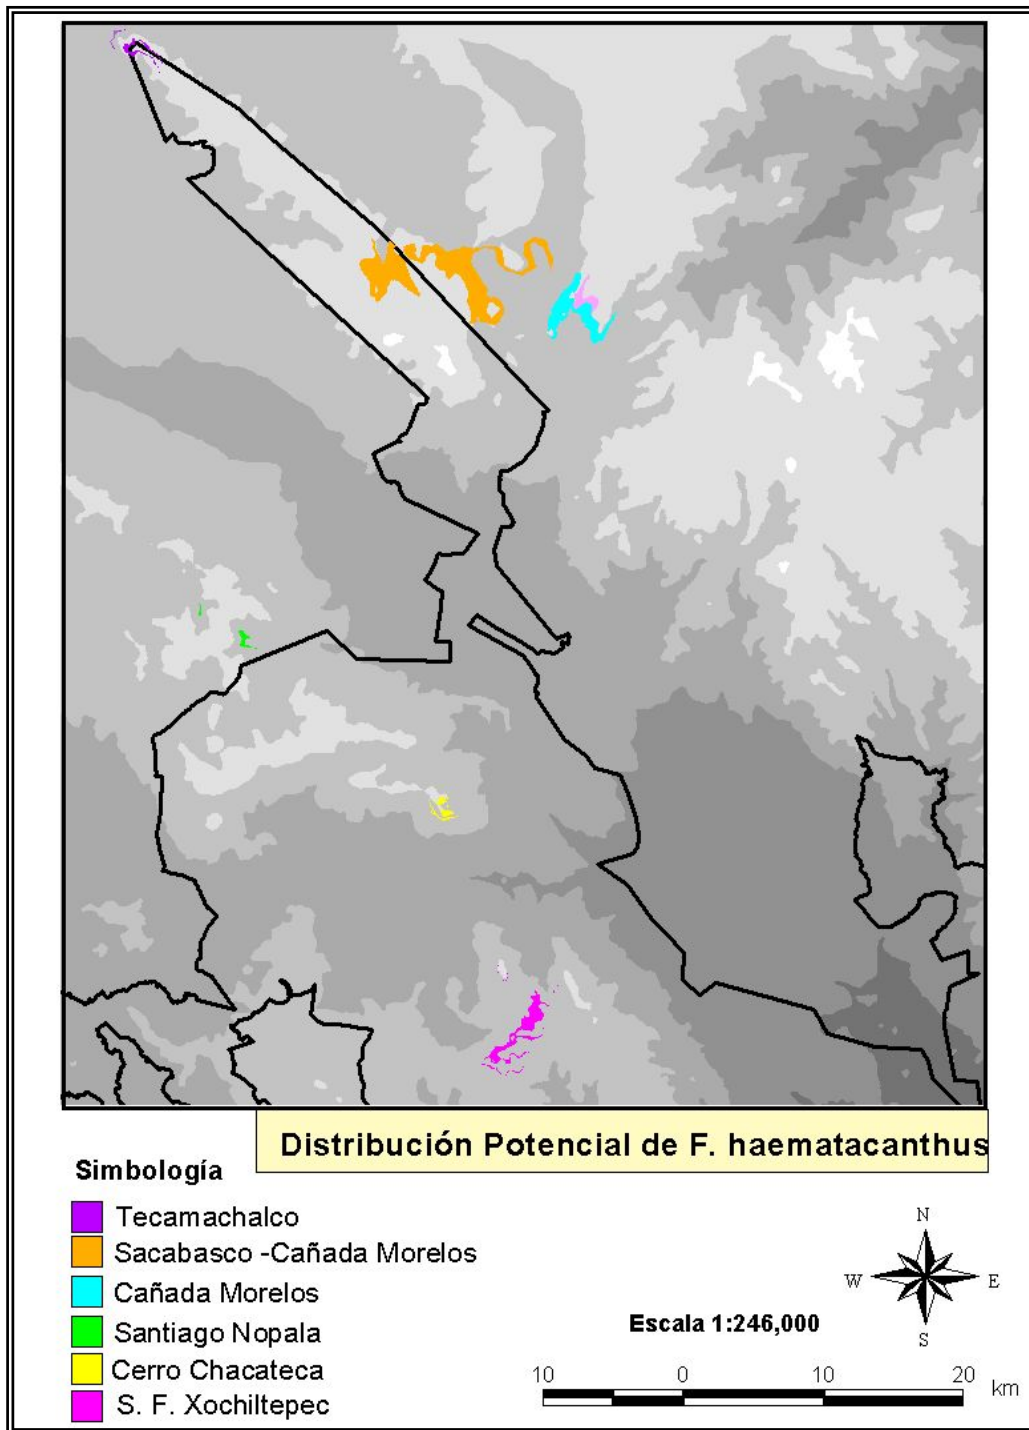 Distribución Potencial de F. haematacanthus
Simbología
Tecamachalco
Sacabasco -Cañada Morelos
Cañada Morelos
Santiago Nopala
Cerro Chacateca
S. F. Xochiltepec
N
W
E
S
Escala 1:246,000
10 0 10 20 km